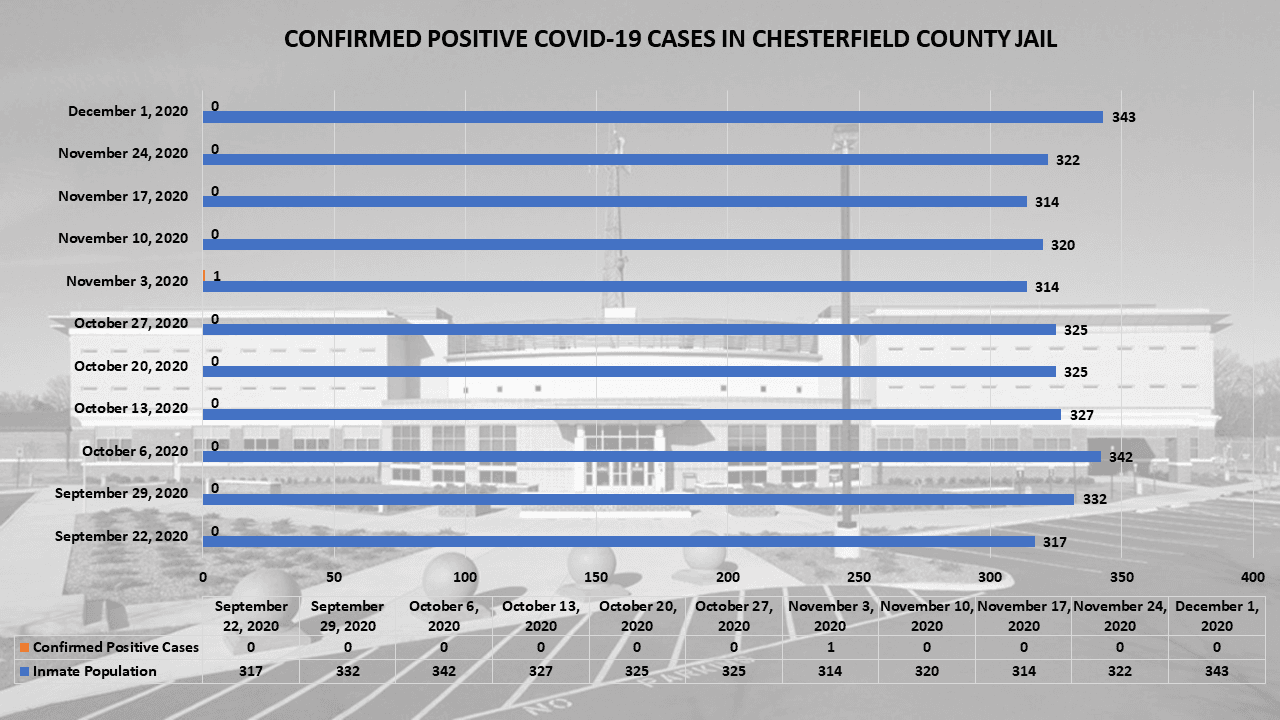 CONFIRMED POSITIVE COVID-19 CASES IN CHESTERFIELD COUNTY JAIL
December 1, 2020 0 343
November 24, 2020 0 322
November 17, 2020 0 314
November 10, 2020 0 320
November 3, 2020 1 314
October 27, 2020 0 325
October 20, 2020 0 325
October 13, 2020 0 327
October 6, 2020 0 342
September 29, 2020 0 332
September 22, 2020 0 317
0 50 100 150 200 250 300 350 400
September October 6, October 13, October 20, October 27, November 3, November 10, November 17, November 24, December 1,
22, 2020 29, 2020 2020 2020 2020 2020 2020 2020 2020 2020 2020
Confirmed Positive Cases 0 0 0 0 0 0 1 0 0 0 0
Inmate Population 317 332 342 327 325 325 314 320 314 322 343
NO PARKING